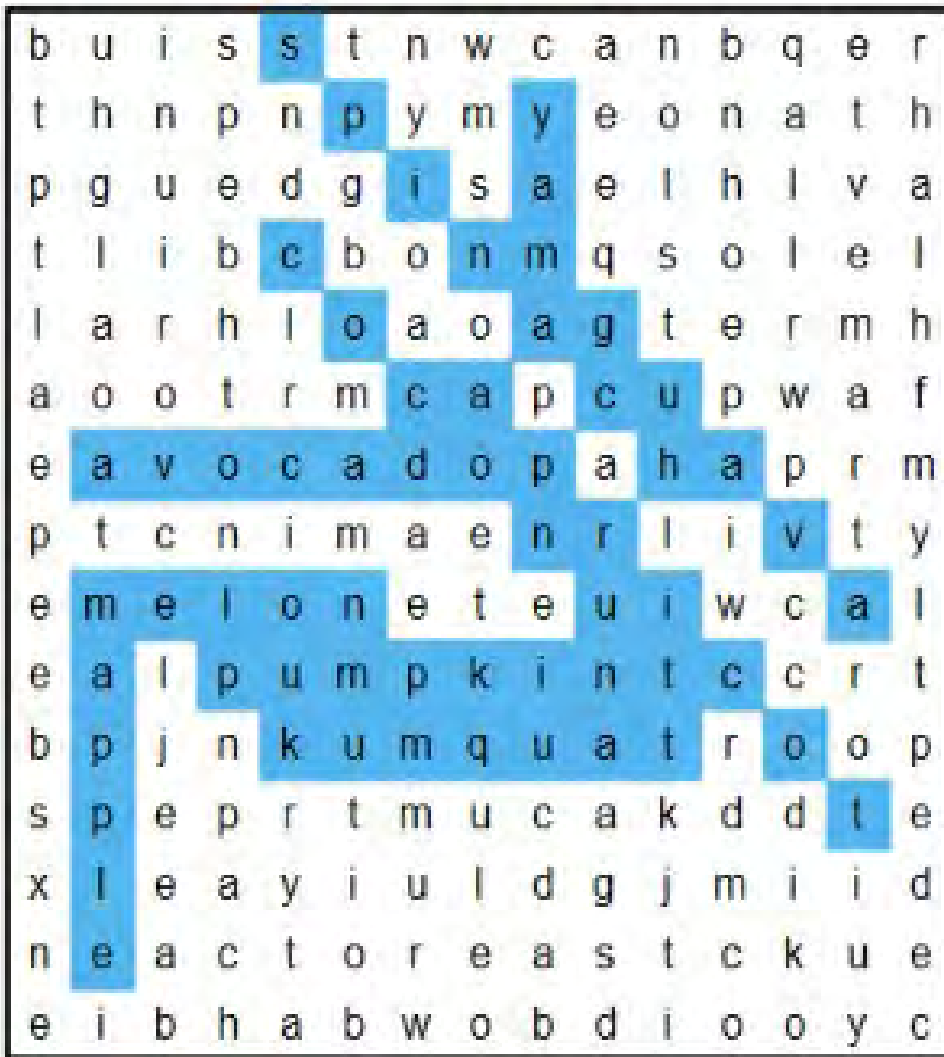 b u i s s t n w c a n b q e r
t h n p n p y m y e o n a t h
p g u e d g i s a e l h l v a
t l i b c b o n m q s o l e l
l a r h l o a o a g t e r m h
a o o t r m c a p c u p w a f
e a v o c a d o p a h a p r m
p t c n i m a e n r l i v t y
e m e l o n e t e u i w c a l
e a l p u m p k i n t c c r t
b p j n k u m q u a t r o o p
s p e p r t m u c a k d d t e
x l e a y i u l d g j m i i d
n e a c t o r e a s t c k u e
e i b h a b w o b d i o o y c